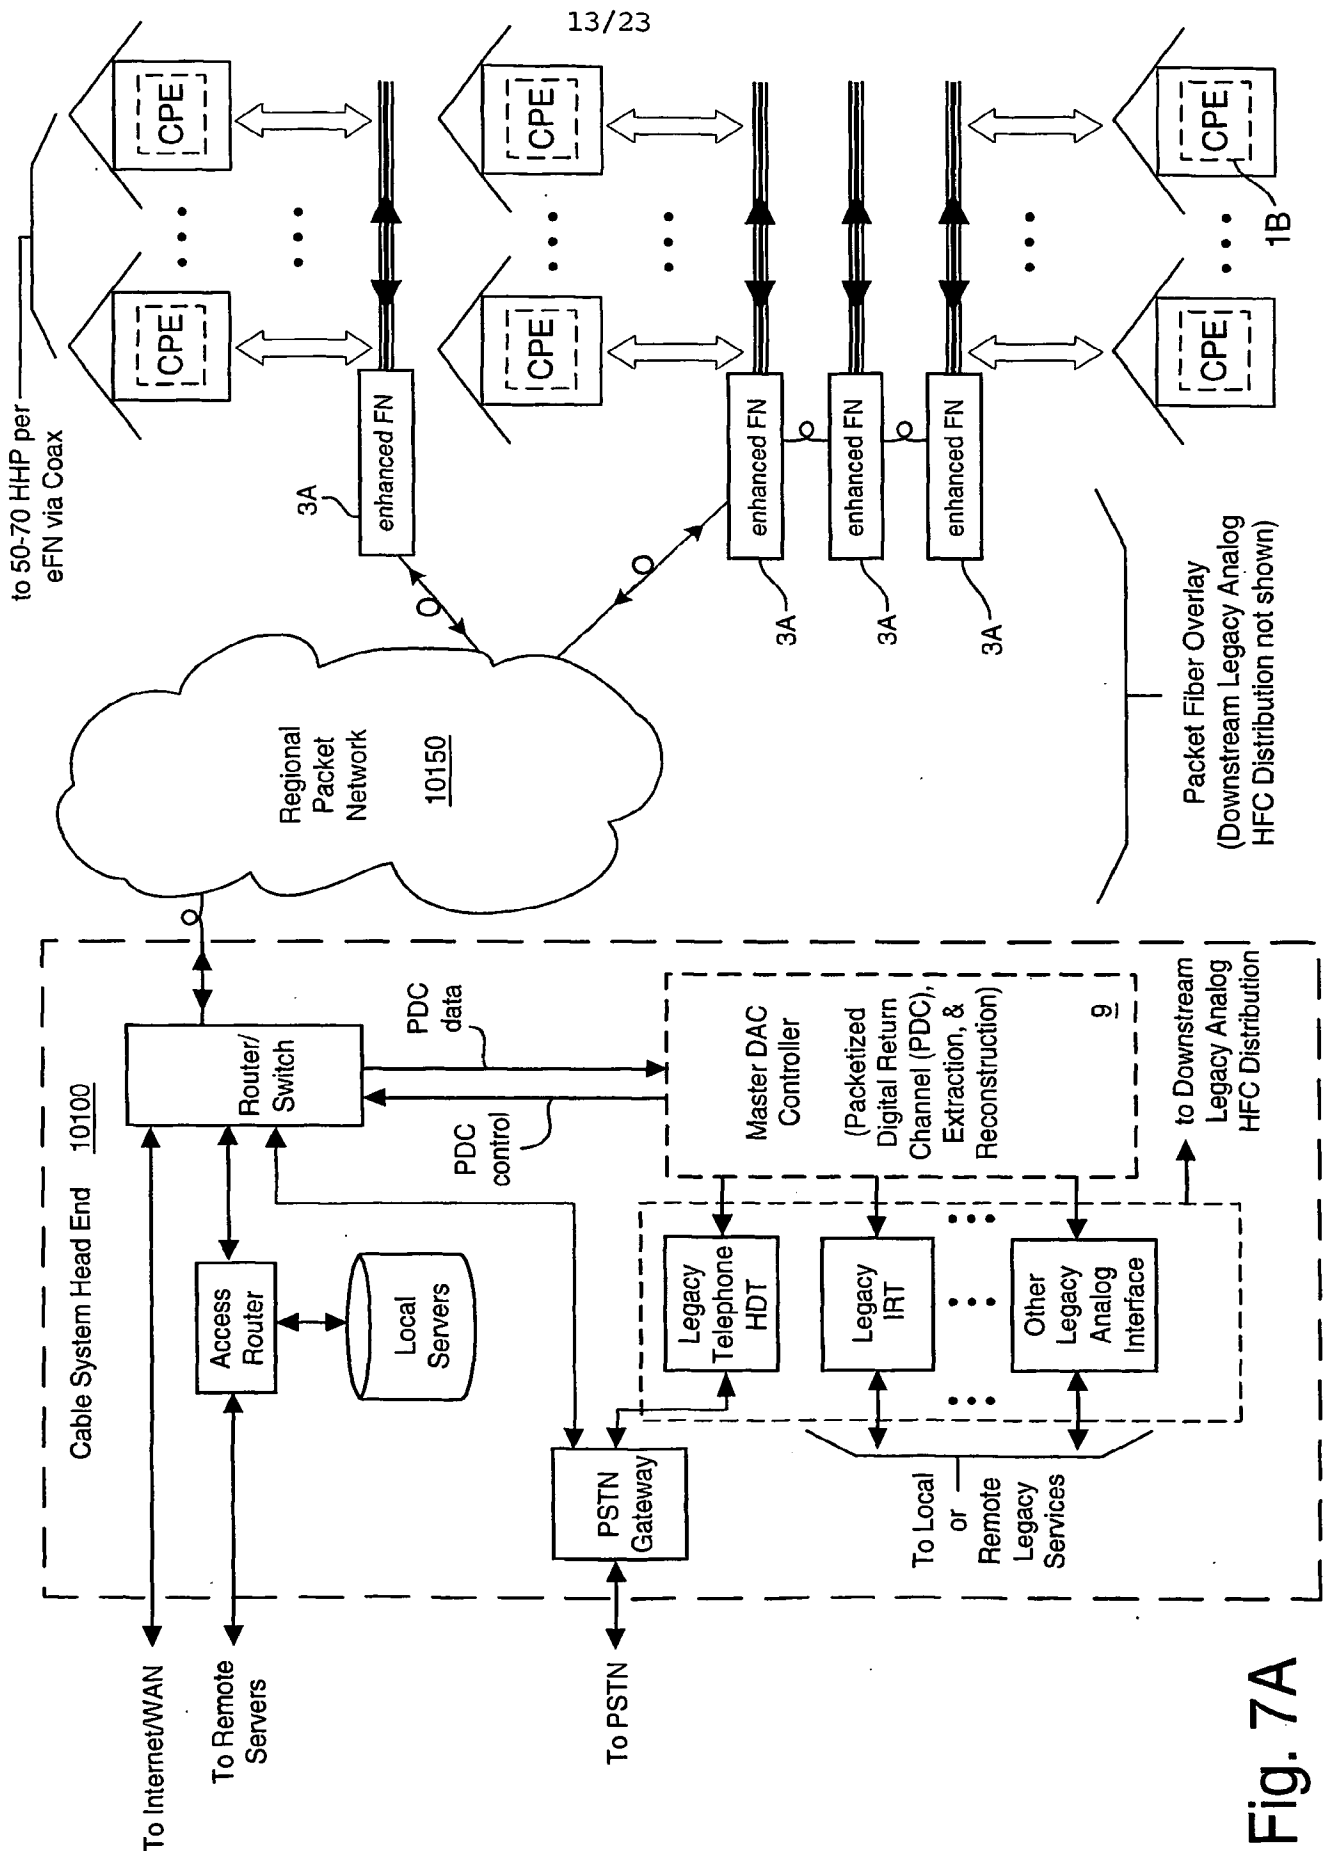 13/23
to 50-70 HHP per
eFN via Coax
CPE
CPE
CPE
CPE
CPE
CPE
1B
3A
enhanced FN
enhanced FN
enhanced FN
enhanced FN
3A
3A
3A
Regional
Packet
Network
10150
Packet Fiber Overlay
(Downstream Legacy Analog
HFC Distribution not shown)
Cable System Head End 10100
Router/
Switch
PDC
data
PDC
control
Master DAC
Controller
(Packetized
Digital Return
Channel (PDC),
Extraction, &
Reconstruction)
9
to Downstream
Legacy Analog
HFC Distribution
Access
Router
Local
Servers
Legacy
Telephone
HDT
Legacy
IRT
Other
Legacy
Analog
Interface
PSTN
Gateway
To Local
or
Remote
Legacy
Services
To Internet/WAN
To Remote
Servers
To PSTN
Fig. 7A